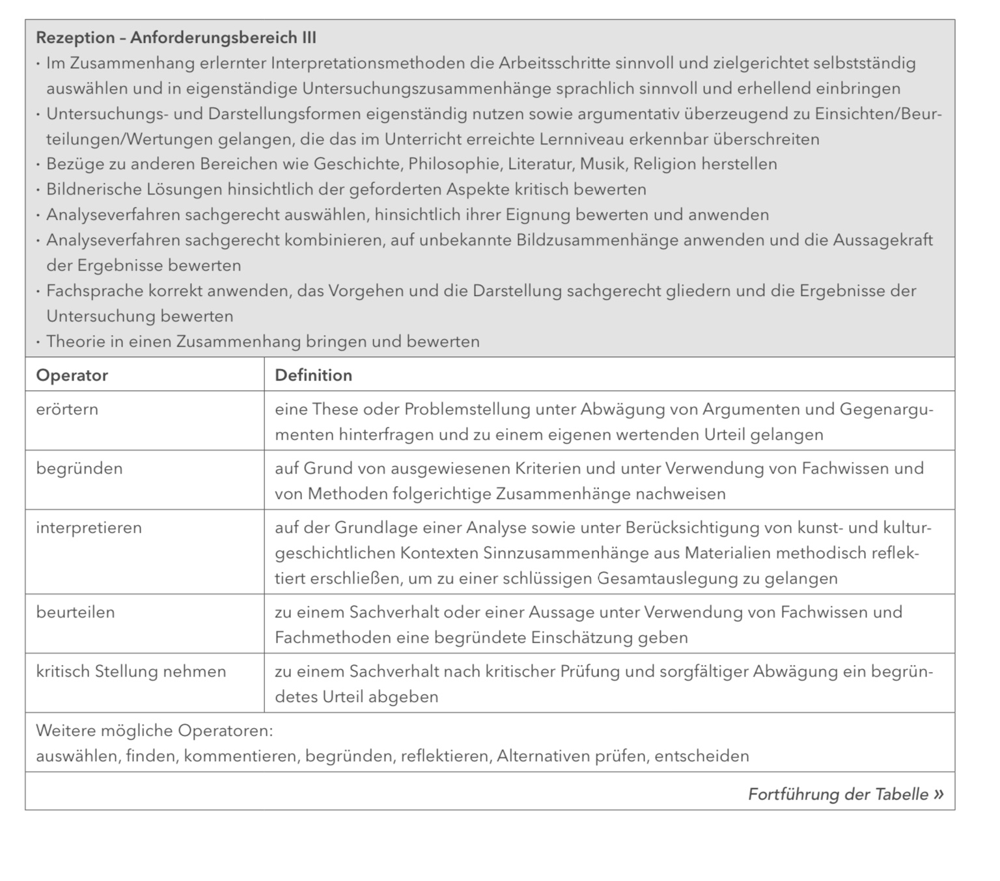 Rezeption – Anforderungsbereich III
· Im Zusammenhang erlernter Interpretationsmethoden die Arbeitsschritte sinnvoll und zielgerichtet selbstständig
auswählen und in eigenständige Untersuchungszusammenhänge sprachlich sinnvoll und erhellend einbringen
· Untersuchungs- und Darstellungsformen eigenständig nutzen sowie argumentativ überzeugend zu Einsichten/Beur-
teilungen/Wertungen gelangen, die das im Unterricht erreichte Lernniveau erkennbar überschreiten
· Bezüge zu anderen Bereichen wie Geschichte, Philosophie, Literatur, Musik, Religion herstellen
· Bildnerische Lösungen hinsichtlich der geforderten Aspekte kritisch bewerten
· Analyseverfahren sachgerecht auswählen, hinsichtlich ihrer Eignung bewerten und anwenden
· Analyseverfahren sachgerecht kombinieren, auf unbekannte Bildzusammenhänge anwenden und die Aussagekraft
der Ergebnisse bewerten
· Fachsprache korrekt anwenden, das Vorgehen und die Darstellung sachgerecht gliedern und die Ergebnisse der
Untersuchung bewerten
· Theorie in einen Zusammenhang bringen und bewerten
Operator Definition
erörtern eine These oder Problemstellung unter Abwägung von Argumenten und Gegenargu-
menten hinterfragen und zu einem eigenen wertenden Urteil gelangen
begründen auf Grund von ausgewiesenen Kriterien und unter Verwendung von Fachwissen und
von Methoden folgerichtige Zusammenhänge nachweisen
interpretieren auf der Grundlage einer Analyse sowie unter Berücksichtigung von kunst- und kultur-
geschichtlichen Kontexten Sinnzusammenhänge aus Materialien methodisch reflek-
tiert erschließen, um zu einer schlüssigen Gesamtauslegung zu gelangen
beurteilen zu einem Sachverhalt oder einer Aussage unter Verwendung von Fachwissen und
Fachmethoden eine begründete Einschätzung geben
kritisch Stellung nehmen zu einem Sachverhalt nach kritischer Prüfung und sorgfältiger Abwägung ein begrün-
detes Urteil abgeben
Weitere mögliche Operatoren:
auswählen, finden, kommentieren, begründen, reflektieren, Alternativen prüfen, entscheiden
Fortführung der Tabelle »